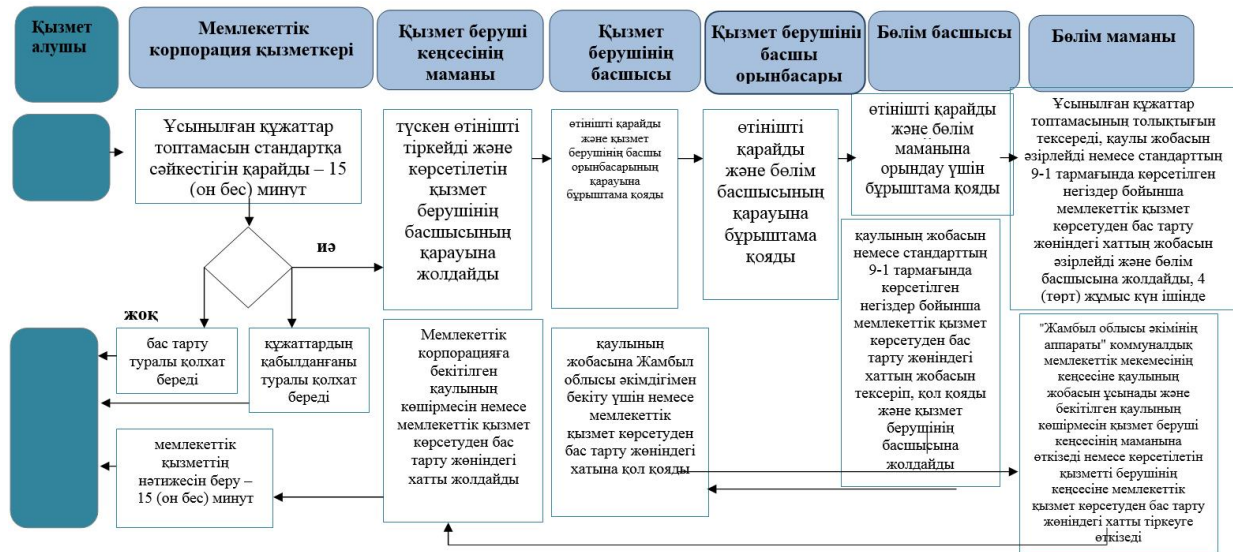 Қызмет
алушы
Мемлекеттік
корпорация қызметкері
Қызмет беруші
кеңсесінің
маманы
Қызмет
берушінің
басшысы
Қызмет берушінің
басшы
орынбасары
Бөлім басшысы
Бөлім маманы
Ұсынылған құжаттар
топтамасын стандартқа
сәйкестігін қарайды – 15
(он бес) минут
түскен өтінішті
тіркейді және
көрсетілетін
қызмет
берушінің
басшысының
қарауына
жолдайды
өтінішті қарайды
және қызмет
берушінің басшы
орынбасарының
қарауына
бұрыштама қояды
өтінішті
қарайды
және бөлім
басшысының
қарауына
бұрыштама
қояды
өтінішті қарайды
және бөлім
маманына
орындау үшін
бұрыштама қояды
Ұсынылған құжаттар
топтамасының толықтығын
тексереді, қаулы жобасын
әзірлейді немесе стандарттың
9-1 тармағында көрсетілген
негіздер бойынша
мемлекеттік қызмет
көрсетуден бас тарту
жөніндегі хаттың жобасын
әзірлейді және бөлім
басшысына жолдайды, 4
(төрт) жұмыс күн ішінде
иә
жоқ
бас тарту
туралы қолхат
береді
құжаттардың
қабылданғаны
туралы қолхат
береді
мемлекеттік
қызметтің
нәтижесін беру –
15 (он бес) минут
Мемлекеттік
корпорацияға
бекітілген
қаулының
көшірмесін немесе
мемлекеттік қызмет
көрсетуден бас
тарту жөніндегі
хатты жолдайды
қаулының
жобасына Жамбыл
облысы әкімдігімен
бекіту үшін немесе
мемлекеттік
қызмет көрсетуден
бас тарту
жөніндегі
хатына қол қояды
қаулының жобасын
немесе стандарттың
9-1 тармағында
көрсетілген
негіздер бойынша
мемлекеттік қызмет
көрсетуден бас
тарту жөніндегі
хаттың жобасын
тексеріп, қол қояды
және қызмет
берушінің
басшысына
жолдайды
"Жамбыл облысы әкімінің
аппараты" коммуналдық
мемлекеттік мекемесінің
кеңсесіне қаулының
жобасын ұсынады және
бекітілген қаулының
көшірмесін қызмет беруші
кеңсесінің маманына
өткізеді немесе көрсетілетін
қызметті берушінің
кеңсесіне мемлекеттік
қызмет көрсетуден бас тарту
жөніндегі хатты тіркеуге
өткізеді